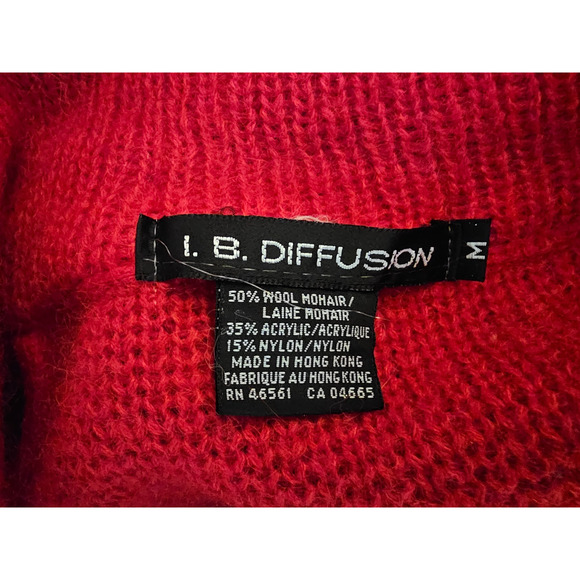 I. B. DIFFUSION
M
50% WOOL MOHAIR/
LAINE MOHAIR
35% ACRYLIC/ACRYLIQUE
15% NYLON/NYLON
MADE IN HONG KONG
FABRIQUE AU HONG KONG
RN 46561 CA 04665